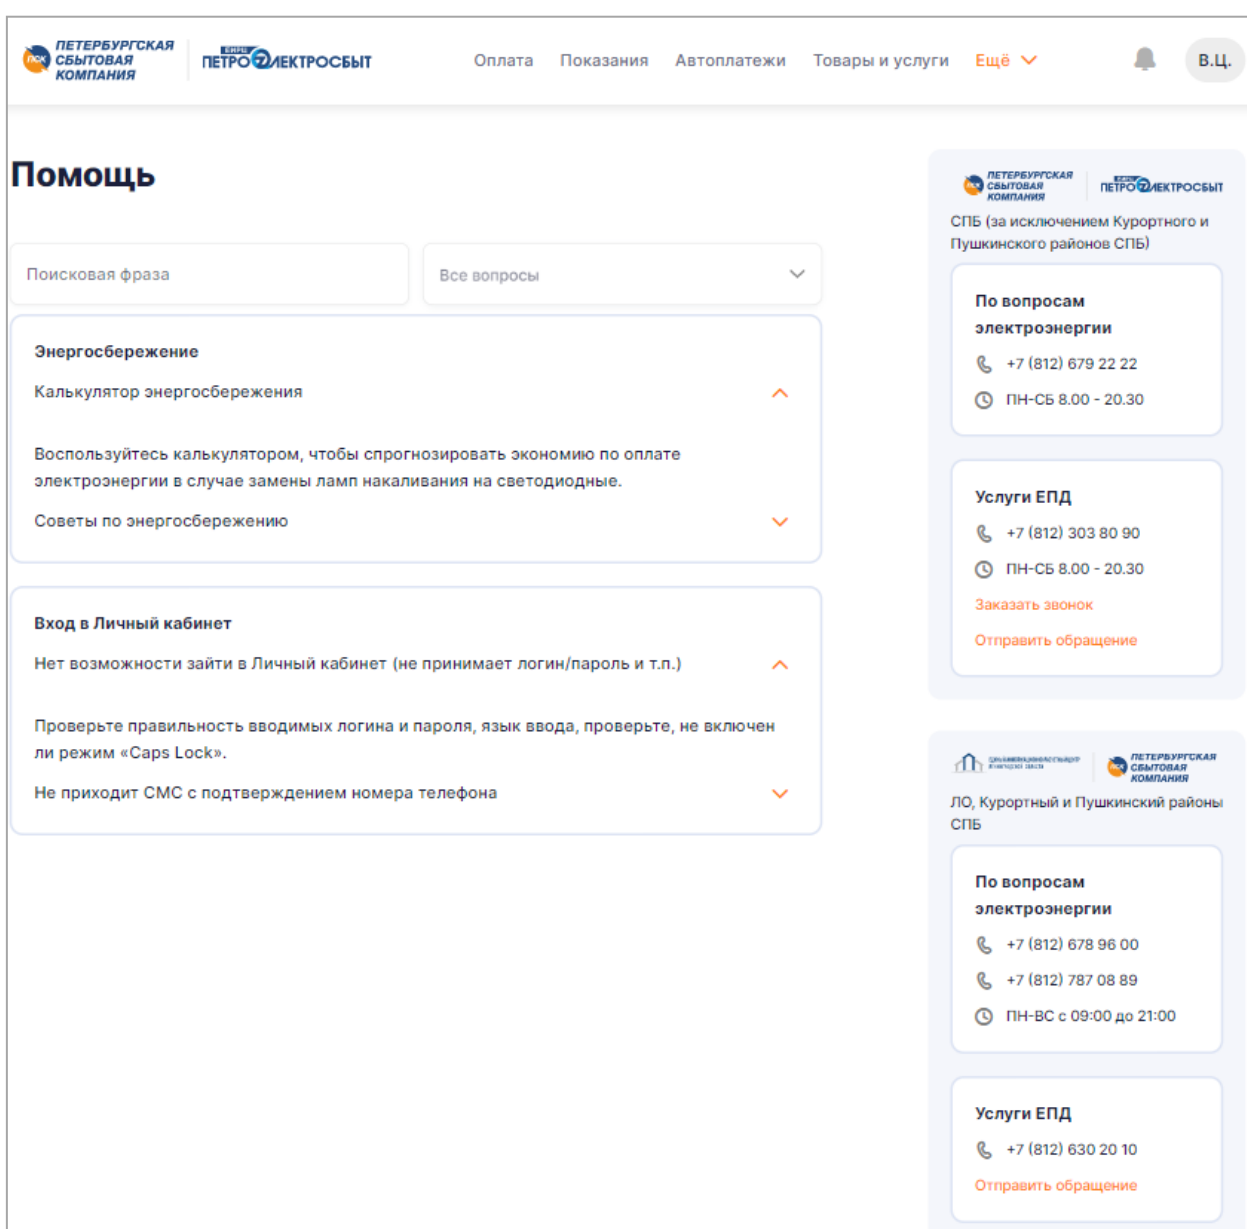 ПЕТЕРБУРГСКАЯ
СБЫТОВАЯ
КОМПАНИЯ
ПСК
ЕИРЦ
ПЕТРОЭЛЕКТРОСБЫТ
Оплата
Показания
Автоплатежи
Товары и услуги
Ещё
В.Ц.
Помощь
Поисковая фраза
Все вопросы
Энергосбережение
Калькулятор энергосбережения
Воспользуйтесь калькулятором, чтобы спрогнозировать экономию по оплате
электроэнергии в случае замены ламп накаливания на светодиодные.
Советы по энергосбережению
Вход в Личный кабинет
Нет возможности зайти в Личный кабинет (не принимает логин/пароль и т.п.)
Проверьте правильность вводимых логина и пароля, язык ввода, проверьте, не включен
ли режим «Caps Lock».
Не приходит СМС с подтверждением номера телефона
ПЕТЕРБУРГСКАЯ
СБЫТОВАЯ
КОМПАНИЯ
ПЕТРОЭЛЕКТРОСБЫТ
СПБ (за исключением Курортного и
Пушкинского районов СПБ)
По вопросам
электроэнергии
+7 (812) 679 22 22
ПН-СБ 8.00 - 20.30
Услуги ЕПД
+7 (812) 303 80 90
ПН-СБ 8.00 - 20.30
Заказать звонок
Отправить обращение
ПЕТЕРБУРГСКАЯ
СБЫТОВАЯ
КОМПАНИЯ
ЛО, Курортный и Пушкинский районы
СПБ
По вопросам
электроэнергии
+7 (812) 678 96 00
+7 (812) 787 08 89
ПН-ВС с 09:00 до 21:00
Услуги ЕПД
+7 (812) 630 20 10
Отправить обращение